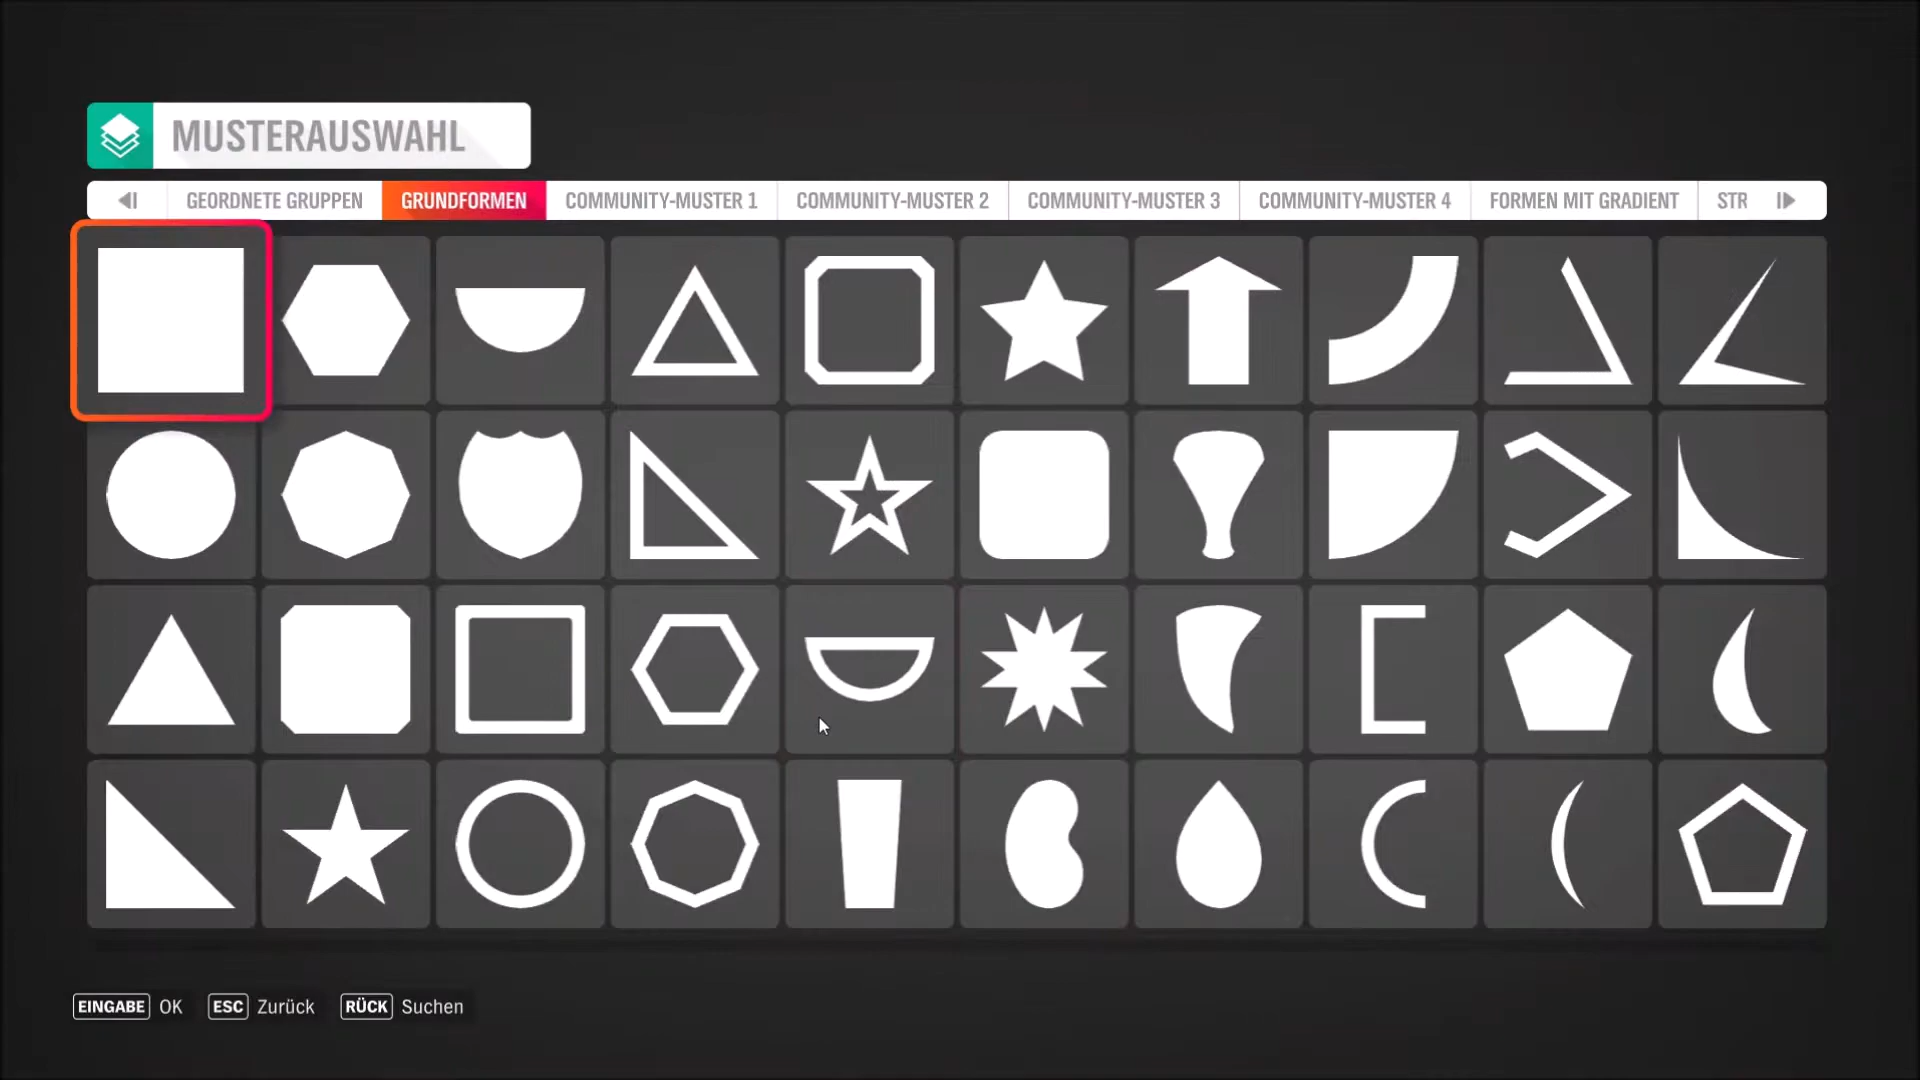 MUSTERAUSWAHL
GEORDNETE GRUPPEN GRUNDFORMEN COMMUNITY-MUSTER 1 COMMUNITY-MUSTER 2 COMMUNITY-MUSTER 3 COMMUNITY-MUSTER 4 FORMEN MIT GRADIENT STR
EINGABE OK ESC Zurück RÜCK Suchen